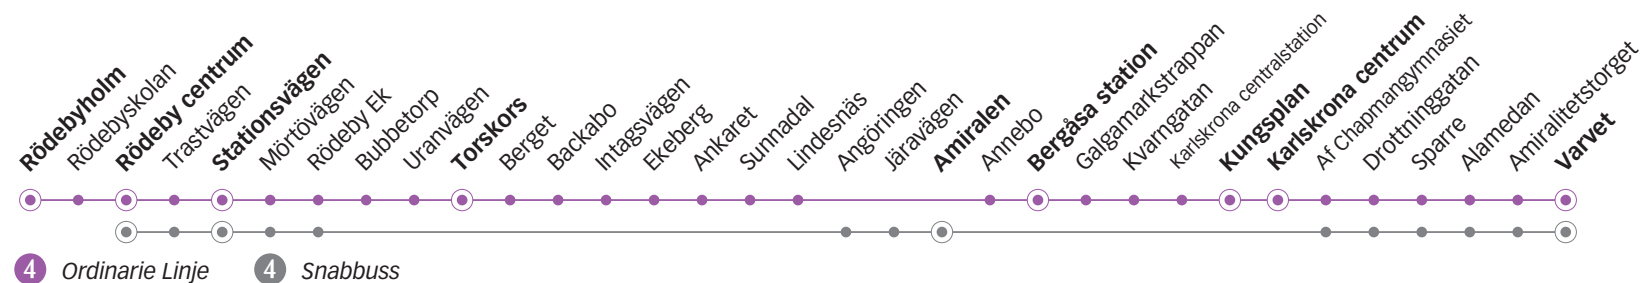 Rödebyholm
Rödebyskolan
Rödeby centrum
Trastvägen
Stationsvägen
Mörtövägen
Rödeby Ek
Bubbetorp
Uranvägen
Torskors
Berget
Backabo
Intagsvägen
Ekeberg
Ankaret
Sunnadal
Lindesnäs
Angöringen
Järavägen
Amiralen
Annebo
Bergåsa station
Galgamarkstrappan
Kvarngatan
Karlskrona centralstation
Kungsplan
Karlskrona centrum
Af Chapmangymnasiet
Drottninggatan
Sparre
Alamedan
Amiralitetstorget
Varvet
4 Ordinarie Linje
4 Snabbuss